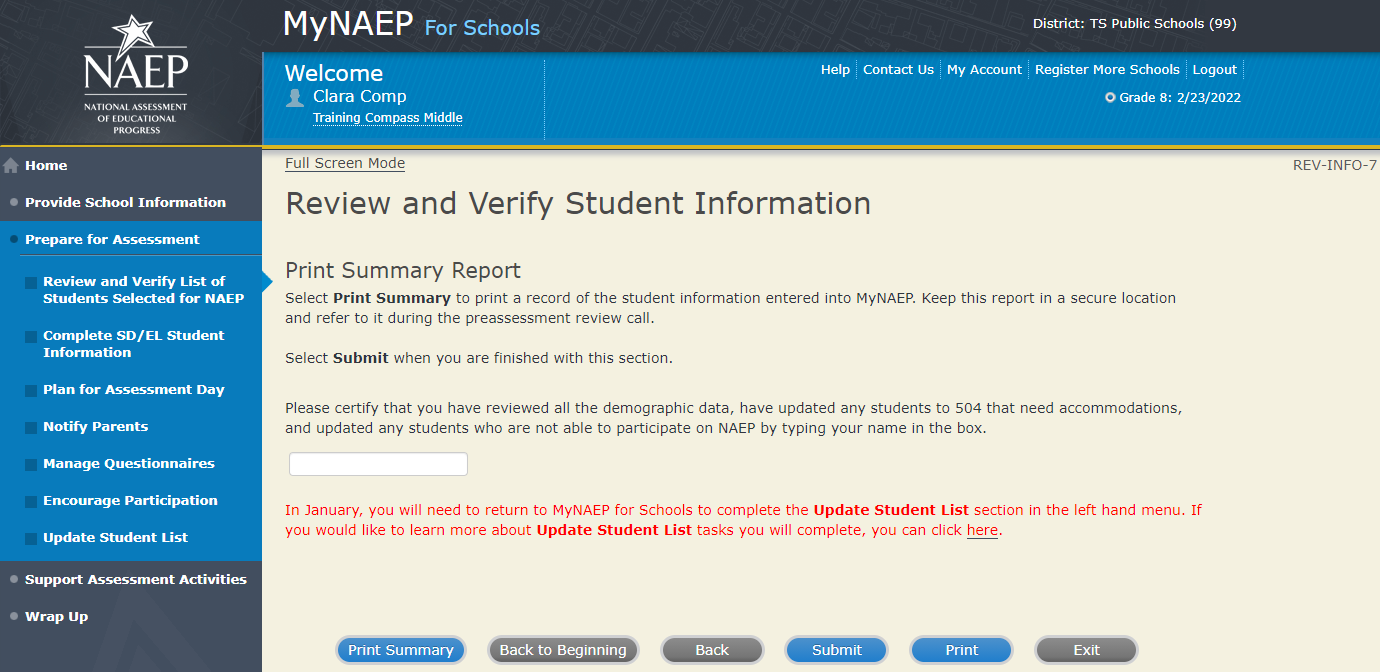 NAEP
NATIONAL ASSESSMENT
OF EDUCATIONAL
PROGRESS
MyNAEP For Schools
District: TS Public Schools (99)
Welcome
Clara Comp
Training Compass Middle
Help
Contact Us
My Account
Register More Schools
Logout
Grade 8: 2/23/2022
Home
Provide School Information
Prepare for Assessment
Review and Verify List of
Students Selected for NAEP
Complete SD/EL Student
Information
Plan for Assessment Day
Notify Parents
Manage Questionnaires
Encourage Participation
Update Student List
Support Assessment Activities
Wrap Up
Full Screen Mode
REV-INFO-7
Review and Verify Student Information
Print Summary Report
Select Print Summary to print a record of the student information entered into MyNAEP. Keep this report in a secure location
and refer to it during the preassessment review call.
Select Submit when you are finished with this section.
Please certify that you have reviewed all the demographic data, have updated any students to 504 that need accommodations,
and updated any students who are not able to participate on NAEP by typing your name in the box.
In January, you will need to return to MyNAEP for Schools to complete the Update Student List section in the left hand menu. If
you would like to learn more about Update Student List tasks you will complete, you can click here.
Print Summary
Back to Beginning
Back
Submit
Print
Exit